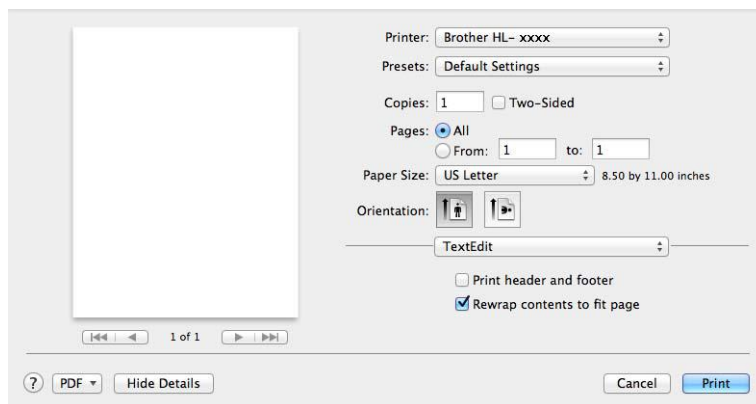 Printer: Brother HL- xxxx
Presets: Default Settings
Copies: 1 Two-Sided
Pages: All
From: 1 to: 1
Paper Size: US Letter 8.50 by 11.00 inches
Orientation:
TextEdit
Print header and footer
Rewrap contents to fit page
1 of 1
? PDF Hide Details Cancel Print